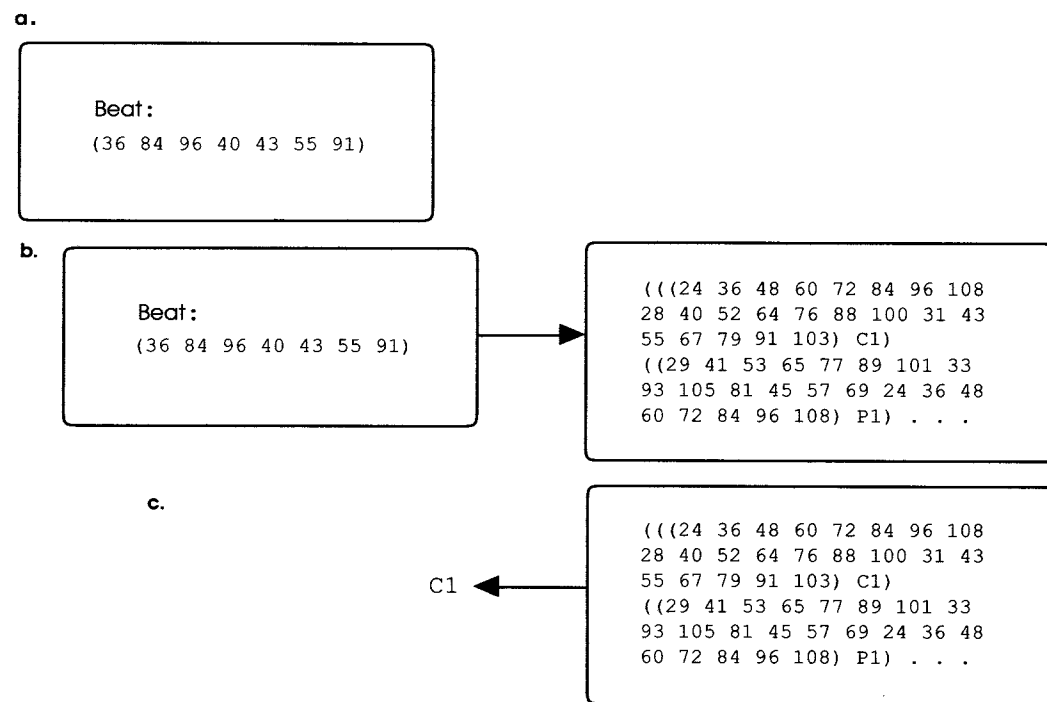 a.
Beat:
(36 84 96 40 43 55 91)
b.
Beat:
(36 84 96 40 43 55 91)
(((24 36 48 60 72 84 96 108
28 40 52 64 76 88 100 31 43
55 67 79 91 103) C1)
((29 41 53 65 77 89 101 33
93 105 81 45 57 69 24 36 48
60 72 84 96 108) P1) . . .
c.
C1
(((24 36 48 60 72 84 96 108
28 40 52 64 76 88 100 31 43
55 67 79 91 103) C1)
((29 41 53 65 77 89 101 33
93 105 81 45 57 69 24 36 48
60 72 84 96 108) P1) . . .